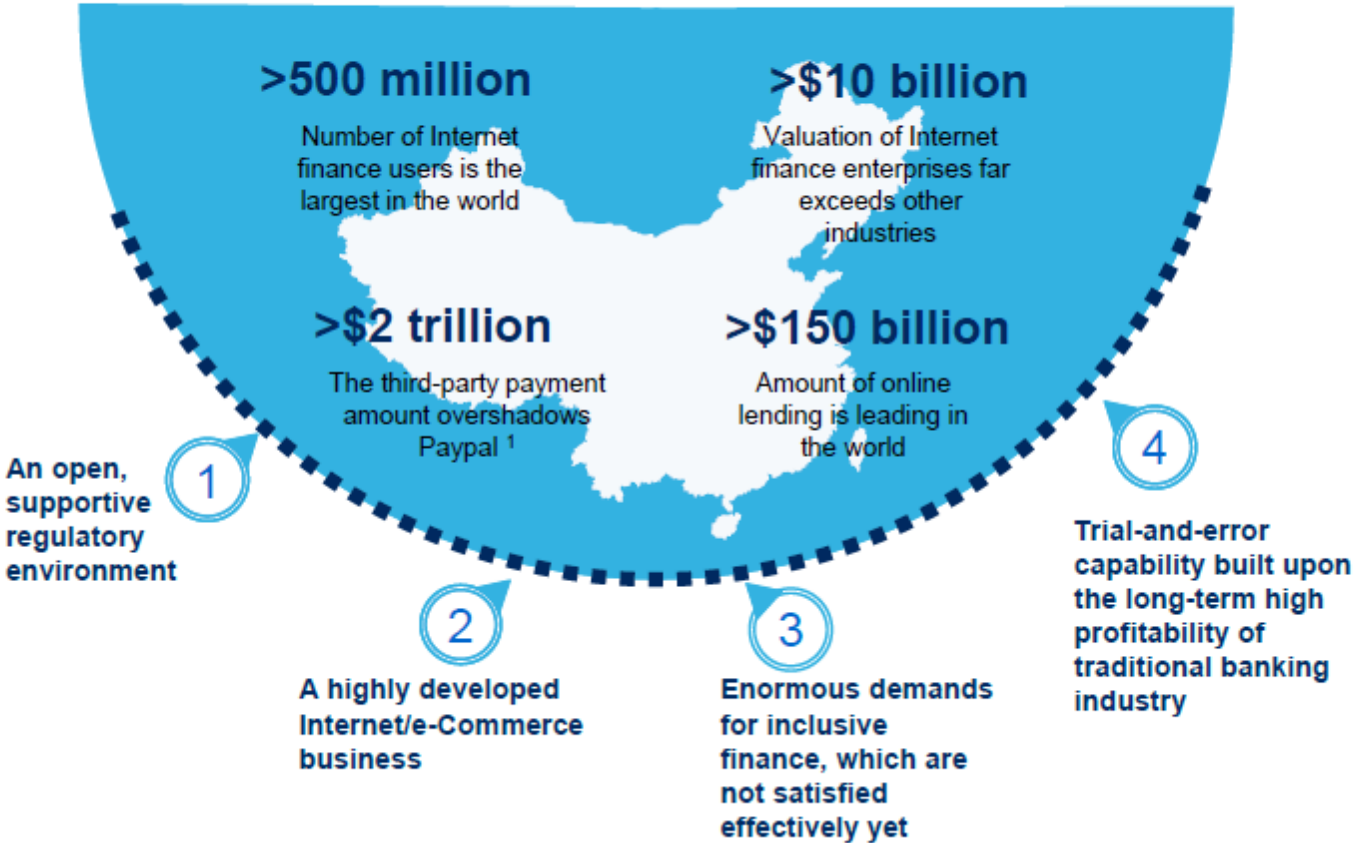 >500 million
Number of Internet
finance users is the
largest in the world
>$10 billion
Valuation of Internet
finance enterprises far
exceeds other
industries
>$2 trillion
The third-party payment
amount overshadows
Paypal 1
>$150 billion
Amount of online
lending is leading in
the world
1
An open,
supportive
regulatory
environment
2
A highly developed
Internet/e-Commerce
business
3
Enormous demands
for inclusive
finance, which are
not satisfied
effectively yet
4
Trial-and-error
capability built upon
the long-term high
profitability of
traditional banking
industry